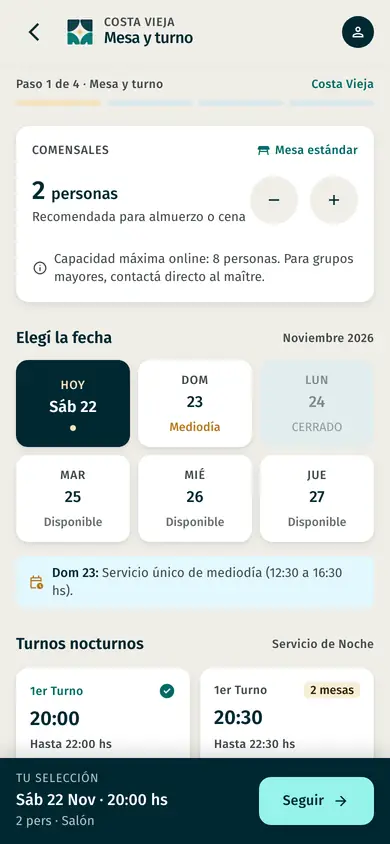 COSTA VIEJA
Mesa y turno
Paso 1 de 4 · Mesa y turno
Costa Vieja
COMENSALES
Mesa estándar
2 personas
Recomendada para almuerzo o cena
Capacidad máxima online: 8 personas. Para grupos
mayores, contactá directo al maître.
Elegí la fecha
Noviembre 2026
HOY
Sáb 22
DOM
23
Mediodía
LUN
24
CERRADO
MAR
25
Disponible
MIÉ
26
Disponible
JUE
27
Disponible
Dom 23: Servicio único de mediodía (12:30 a 16:30
hs).
Turnos nocturnos
Servicio de Noche
1er Turno
20:00
Hasta 22:00 hs
1er Turno
2 mesas
20:30
Hasta 22:30 hs
TU SELECCIÓN
Sáb 22 Nov · 20:00 hs
2 pers · Salón
Seguir